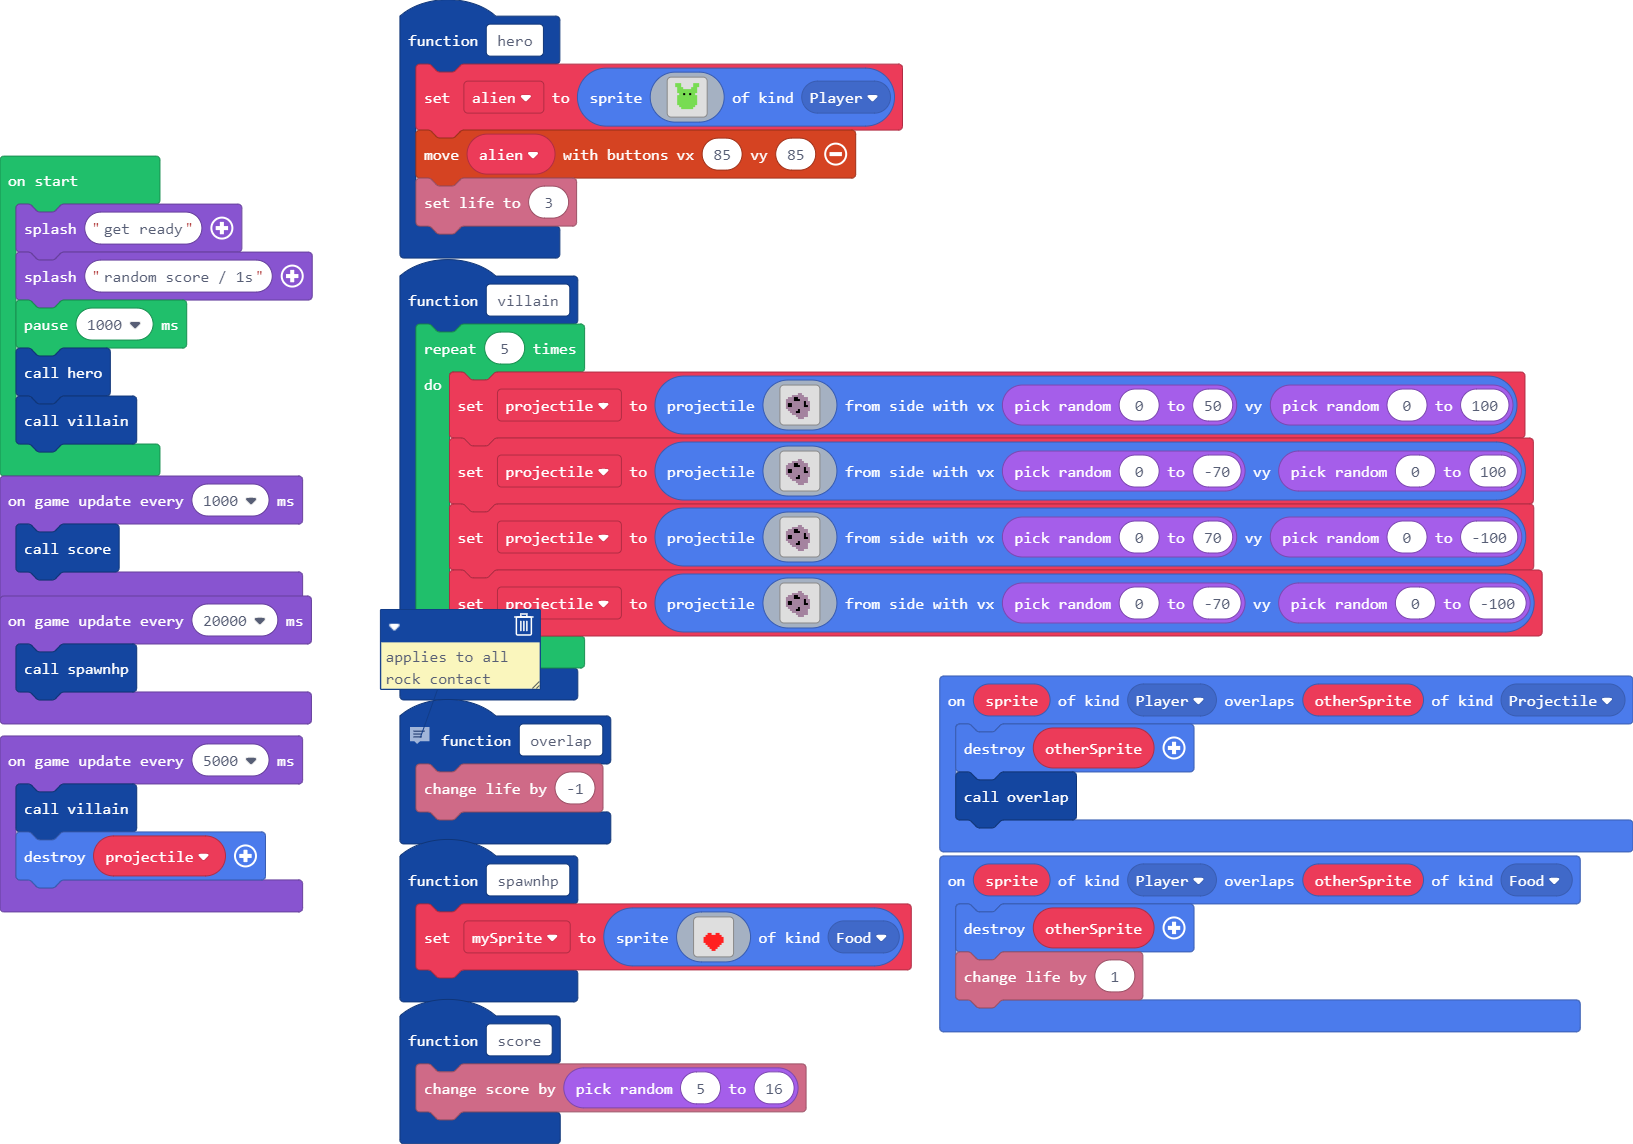 on start
splash "get ready"
splash "random score / 1s"
pause 1000 ms
call hero
call villain
on game update every 1000 ms
call score
on game update every 20000 ms
call spawnhp
on game update every 5000 ms
call villain
destroy projectile
function hero
set alien to sprite of kind Player
move alien with buttons vx 85 vy 85
set life to 3
function villain
repeat 5 times
do
set projectile to projectile from side with vx pick random 0 to 50 vy pick random 0 to 100
set projectile to projectile from side with vx pick random 0 to -70 vy pick random 0 to 100
set projectile to projectile from side with vx pick random 0 to 70 vy pick random 0 to -100
set projectile to projectile from side with vx pick random 0 to -70 vy pick random 0 to -100
applies to all
rock contact
function overlap
change life by -1
function spawnhp
set mySprite to sprite of kind Food
function score
change score by pick random 5 to 16
on sprite of kind Player overlaps otherSprite of kind Projectile
destroy otherSprite
call overlap
on sprite of kind Player overlaps otherSprite of kind Food
destroy otherSprite
change life by 1